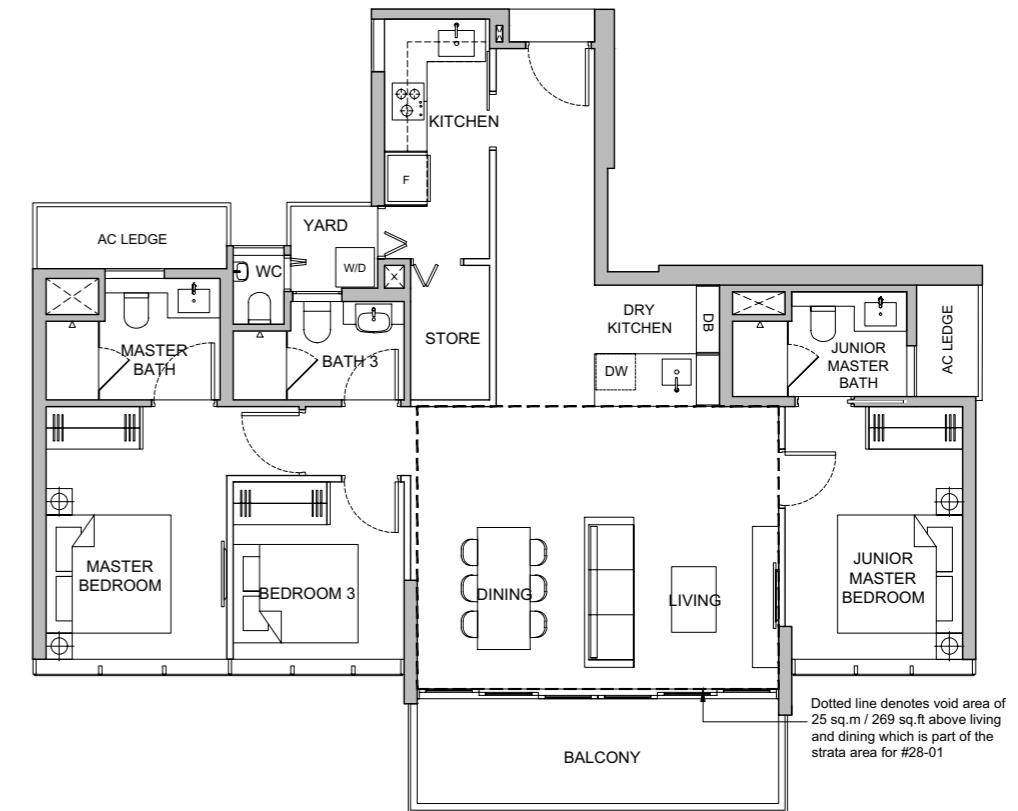 KITCHEN
F
YARD
AC LEDGE
WC
W/D
STORE
DRY
KITCHEN
DB
DW
MASTER
BATH
BATH 3
JUNIOR
MASTER
BATH
AC LEDGE
MASTER
BEDROOM
BEDROOM 3
DINING
LIVING
JUNIOR
MASTER
BEDROOM
BALCONY
Dotted line denotes void area of
25 sq.m / 269 sq.ft above living
and dining which is part of the
strata area for #28-01